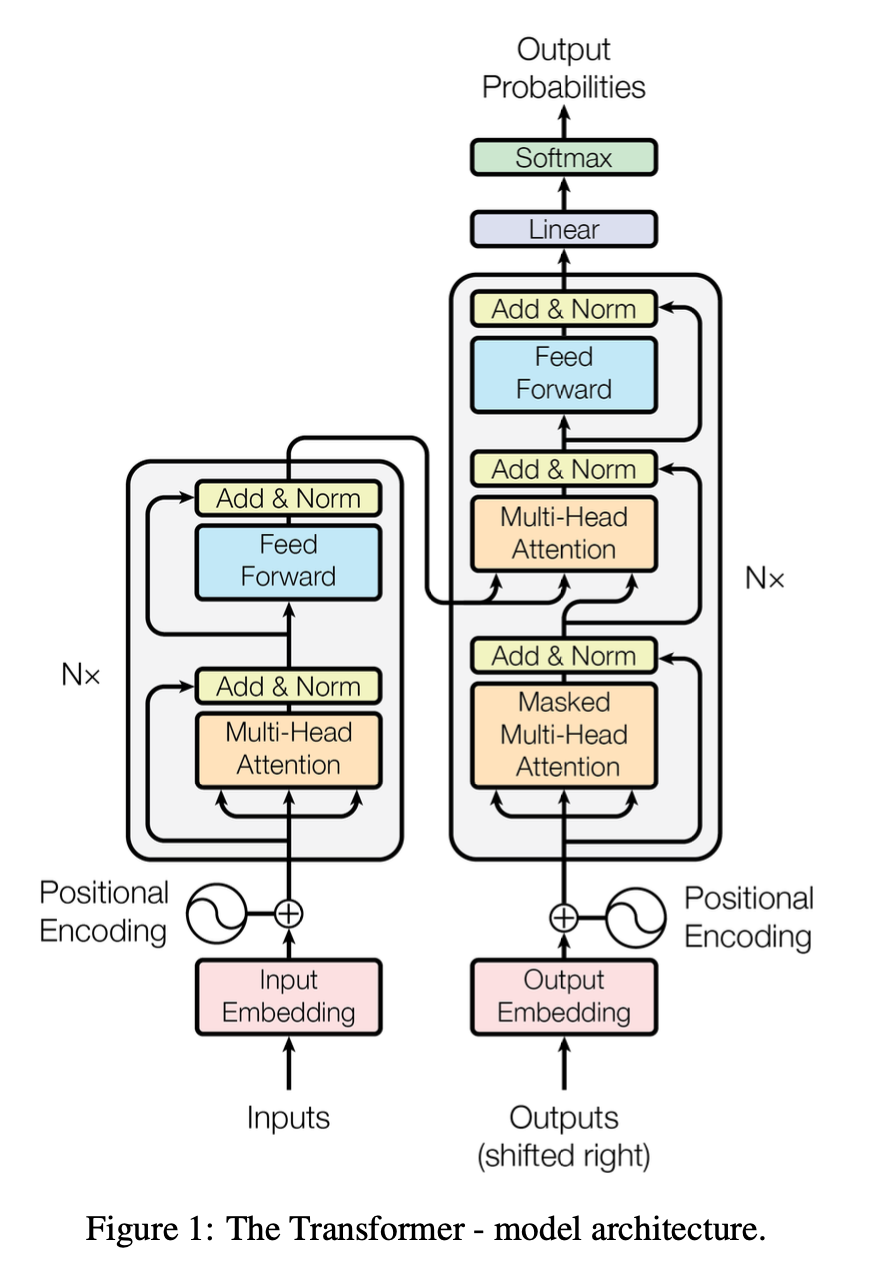 Output
Probabilities
Softmax
Linear
Add & Norm
Feed
Forward
Add & Norm
Multi-Head
Attention
Add & Norm
Masked
Multi-Head
Attention
N×
Add & Norm
Feed
Forward
Add & Norm
Multi-Head
Attention
N×
Positional
Encoding
Positional
Encoding
Input
Embedding
Output
Embedding
Inputs
Outputs
(shifted right)
Figure 1: The Transformer - model architecture.